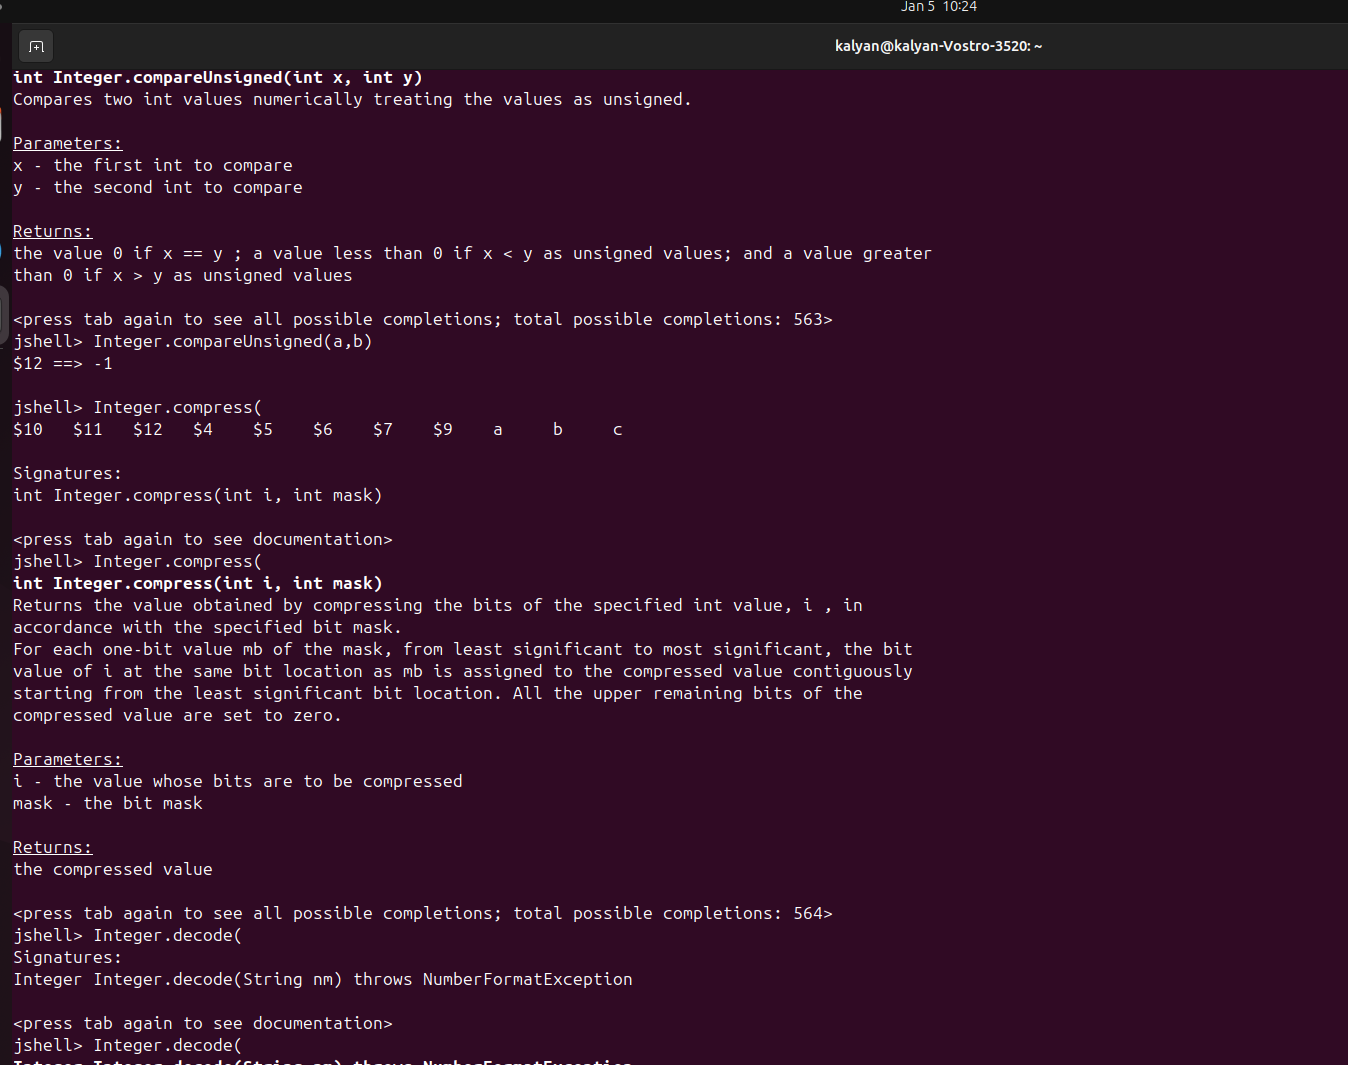 Jan 5 10:24
kalyan@kalyan-Vostro-3520: ~
int Integer.compareUnsigned(int x, int y)
Compares two int values numerically treating the values as unsigned.
Parameters:
x - the first int to compare
y - the second int to compare
Returns:
the value 0 if x == y ; a value less than 0 if x < y as unsigned values; and a value greater
than 0 if x > y as unsigned values
<press tab again to see all possible completions; total possible completions: 563>
jshell> Integer.compareUnsigned(a,b)
$12 ==> -1
jshell> Integer.compress(
$10 $11 $12 $4 $5 $6 $7 $9 a b c
Signatures:
int Integer.compress(int i, int mask)
<press tab again to see documentation>
jshell> Integer.compress(
int Integer.compress(int i, int mask)
Returns the value obtained by compressing the bits of the specified int value, i , in
accordance with the specified bit mask.
For each one-bit value mb of the mask, from least significant to most significant, the bit
value of i at the same bit location as mb is assigned to the compressed value contiguously
starting from the least significant bit location. All the upper remaining bits of the
compressed value are set to zero.
Parameters:
i - the value whose bits are to be compressed
mask - the bit mask
Returns:
the compressed value
<press tab again to see all possible completions; total possible completions: 564>
jshell> Integer.decode(
Signatures:
Integer Integer.decode(String nm) throws NumberFormatException
<press tab again to see documentation>
jshell> Integer.decode(
Integer Integer.decode(String nm) throws NumberFormatException